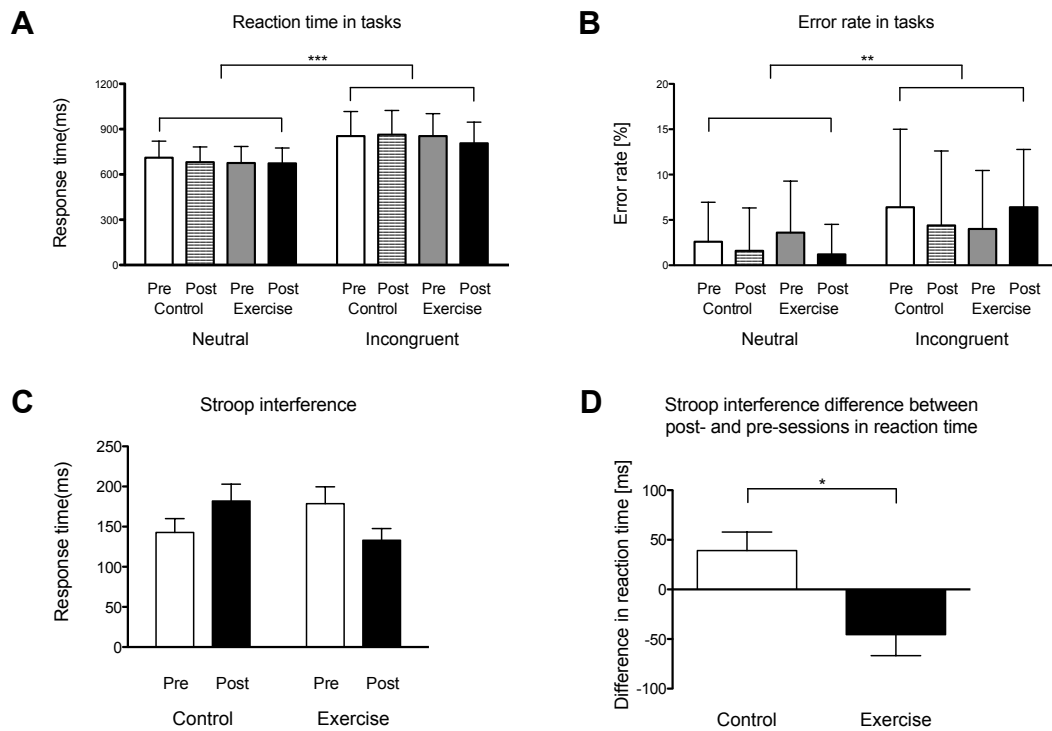 A
Reaction time in tasks
Response time(ms)
1200
900
600
300
0
***
Pre Post Pre Post Pre Post Pre Post
Control Exercise Control Exercise
Neutral Incongruent
B
Error rate in tasks
Error rate [%]
20
15
10
5
0
**
Pre Post Pre Post Pre Post Pre Post
Control Exercise Control Exercise
Neutral Incongruent
C
Stroop interference
Response time(ms)
250
200
150
100
50
0
Pre Post Pre Post
Control Exercise
D
Stroop interference difference between
post- and pre-sessions in reaction time
Difference in reaction time [ms]
100
50
0
-50
-100
*
Control Exercise